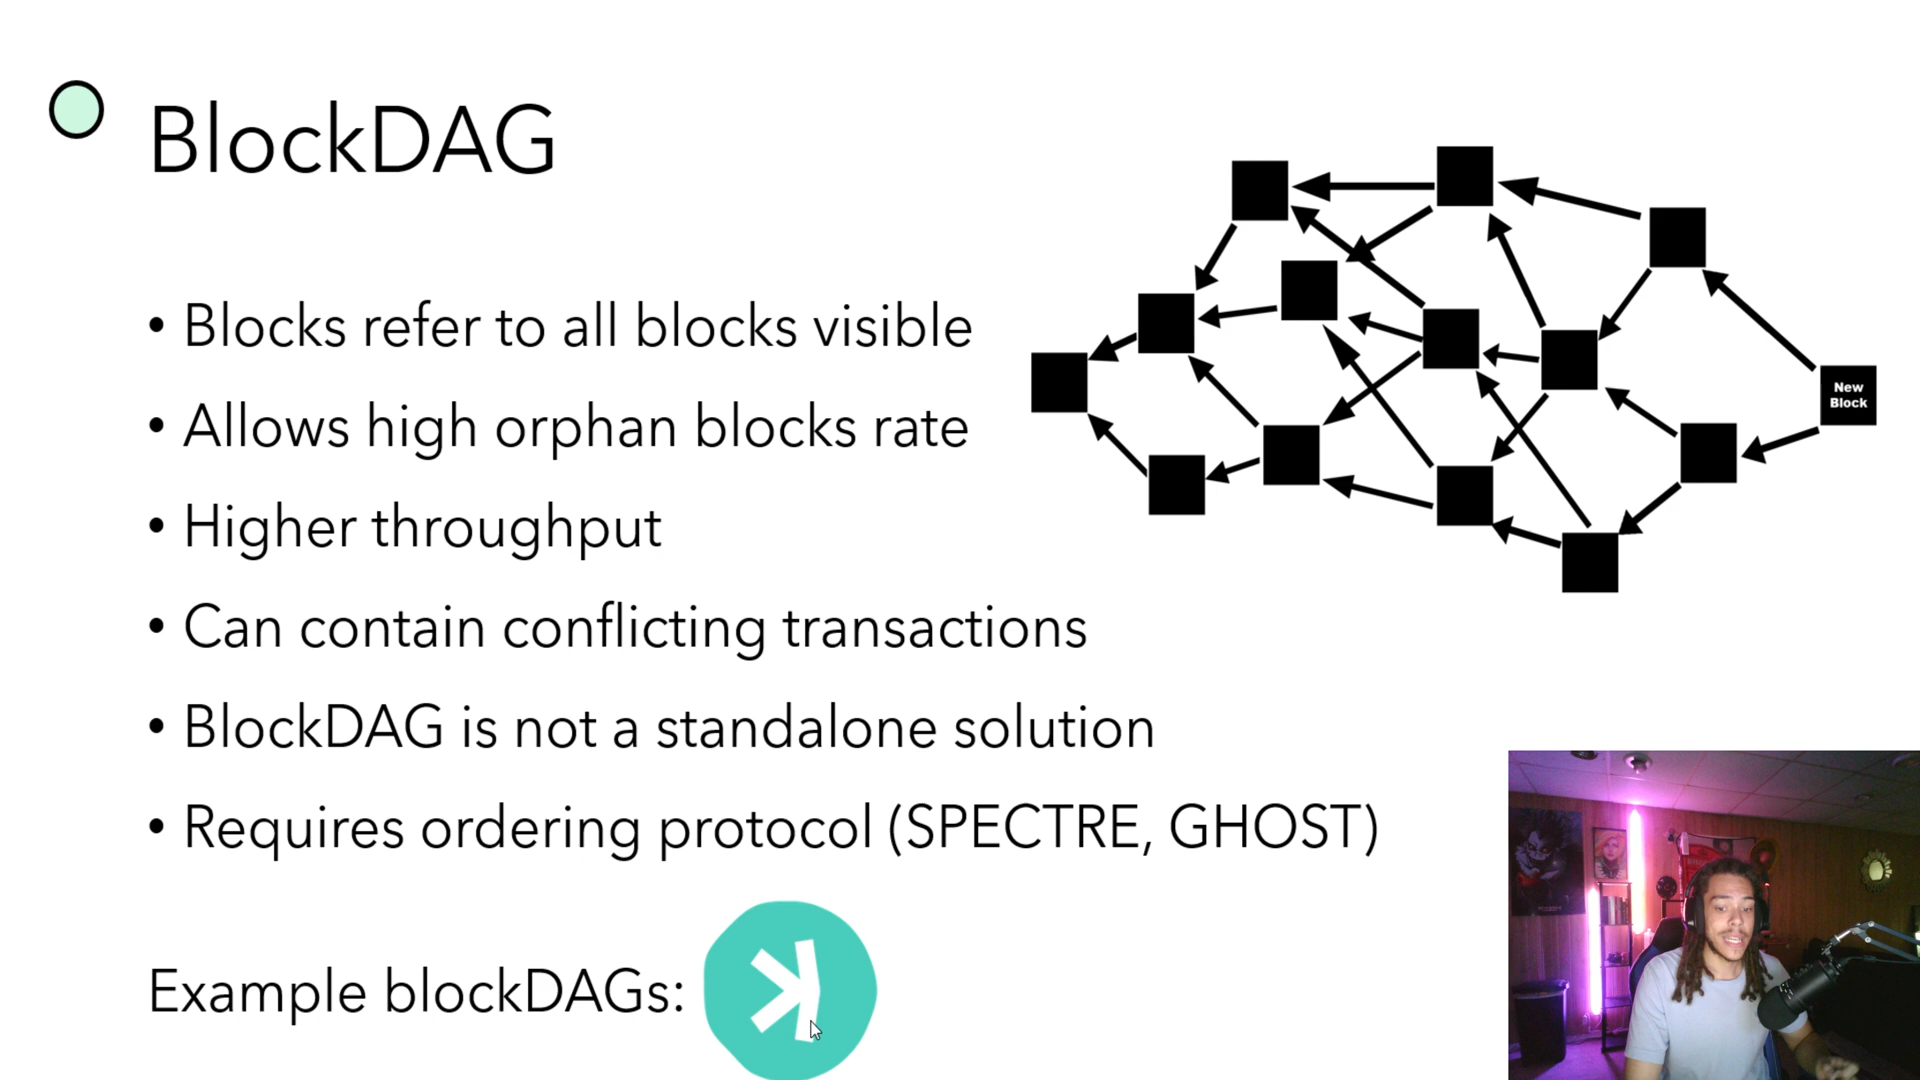 BlockDAG
• Blocks refer to all blocks visible
• Allows high orphan blocks rate
• Higher throughput
• Can contain conflicting transactions
• BlockDAG is not a standalone solution
• Requires ordering protocol (SPECTRE, GHOST)
Example blockDAGs:
New
Block